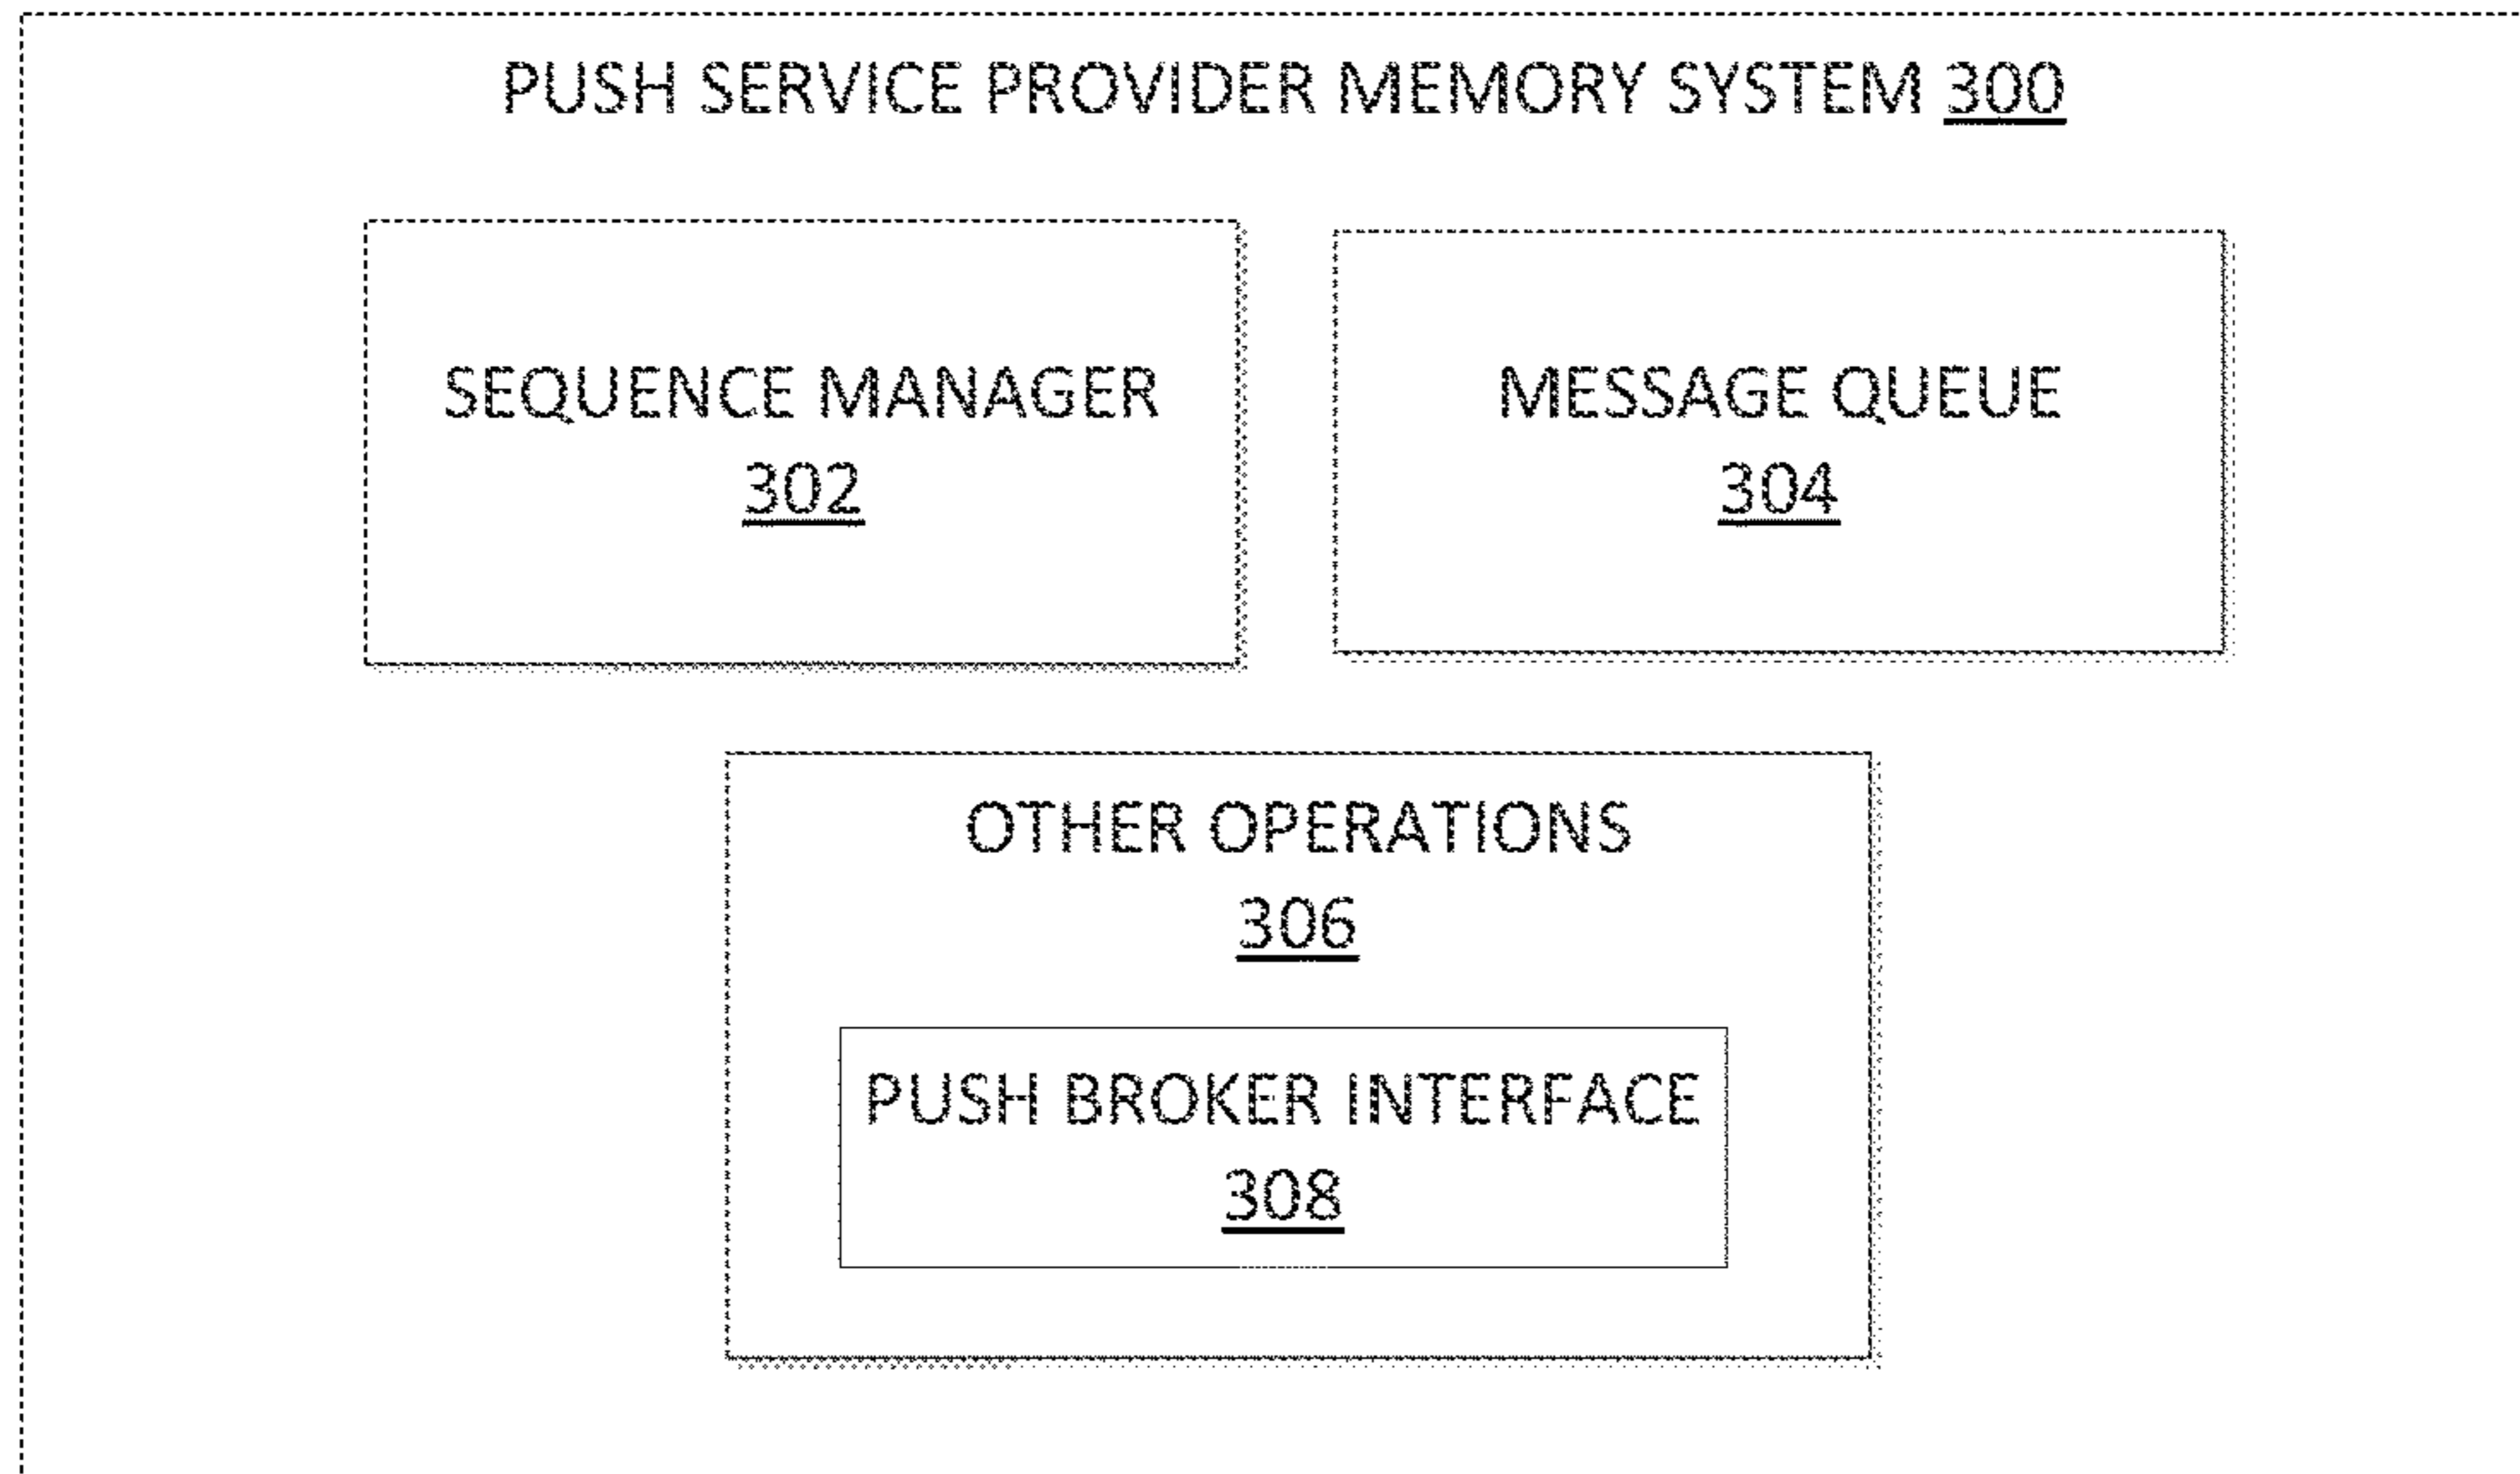 PUSH SERVICE PROVIDER MEMORY SYSTEM 300
SEQUENCE MANAGER
302
MESSAGE QUEUE
304
OTHER OPERATIONS
306
PUSH BROKER INTERFACE
308